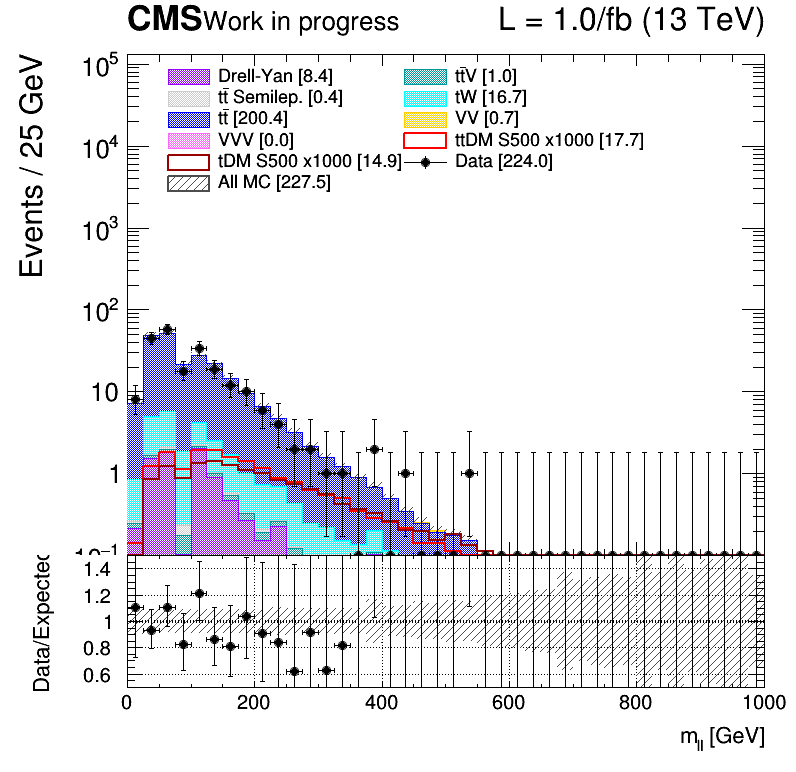 CMS Work in progress L = 1.0/fb (13 TeV)
Events / 25 GeV
10⁵
10⁴
10³
10²
10
1
10⁻¹
Drell-Yan [8.4] tt̄V [1.0]
tt̄ Semilep. [0.4] tW [16.7]
tt̄ [200.4] VV [0.7]
VVV [0.0] ttDM S500 x1000 [17.7]
tDM S500 x1000 [14.9] Data [224.0]
All MC [227.5]
Data/Expected
1.4
1.2
1
0.8
0.6
0 200 400 600 800 1000
m_ll [GeV]